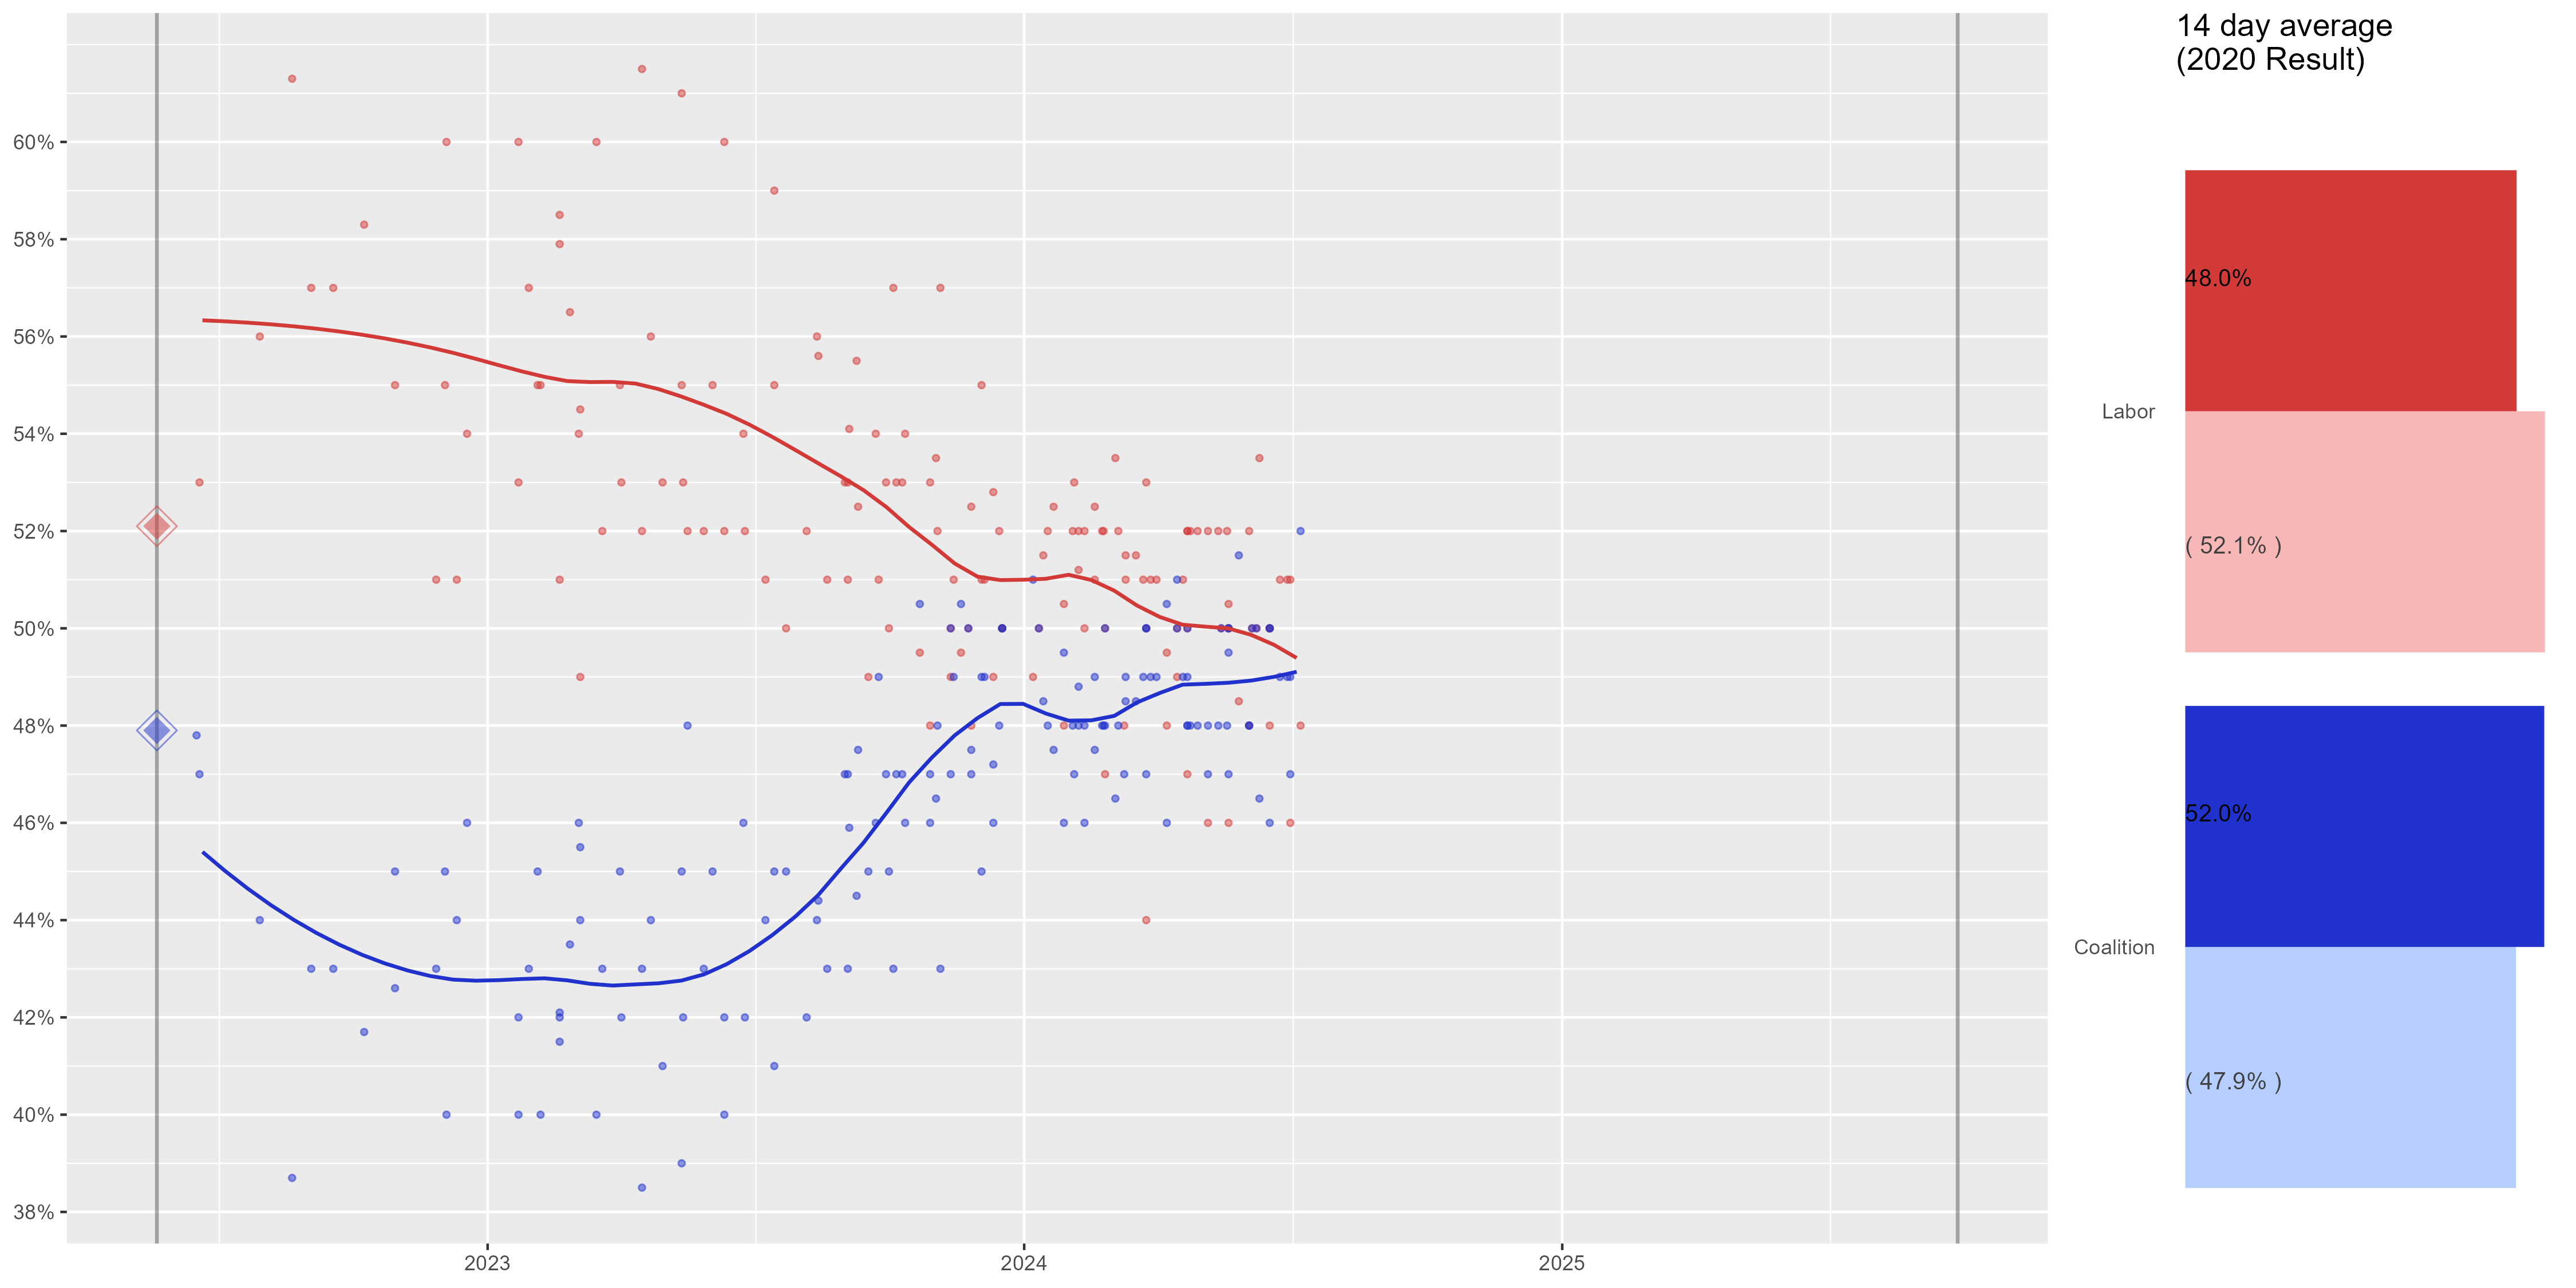 14 day average
(2020 Result)
60%
58%
56%
54%
52%
50%
48%
46%
44%
42%
40%
38%
2023
2024
2025
48.0%
Labor
( 52.1% )
52.0%
Coalition
( 47.9% )